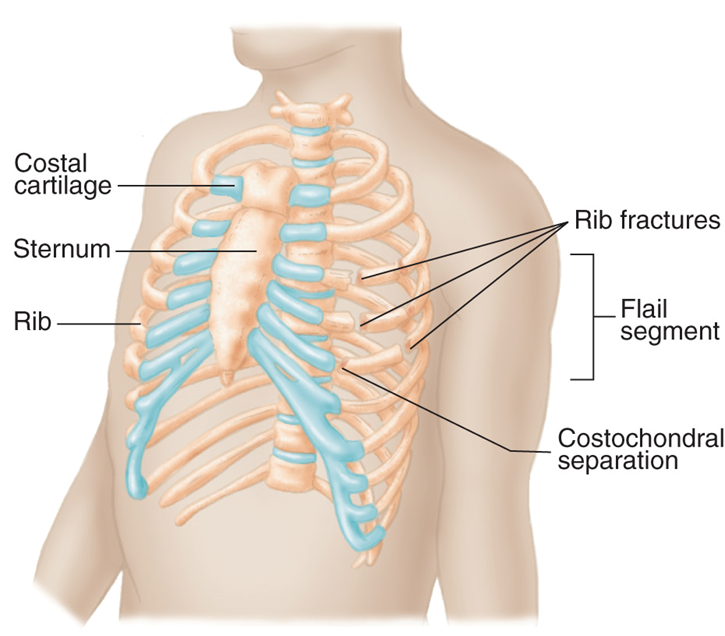 Costal
cartilage
Sternum
Rib
Rib fractures
Flail
segment
Costochondral
separation